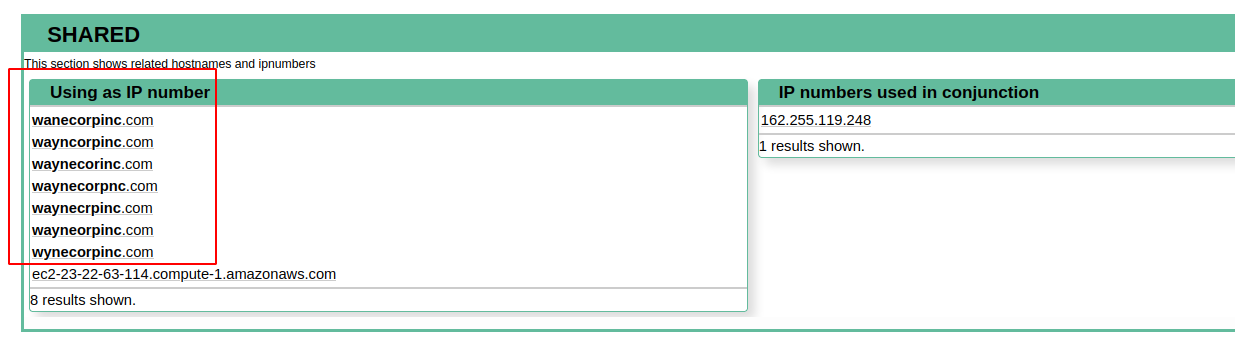 SHARED
This section shows related hostnames and ipnumbers
Using as IP number
wanecorpinc.com
wayncorpinc.com
waynecorinc.com
waynecorpnc.com
waynecrpinc.com
wayneorpinc.com
wynecorpinc.com
ec2-23-22-63-114.compute-1.amazonaws.com
8 results shown.
IP numbers used in conjunction
162.255.119.248
1 results shown.